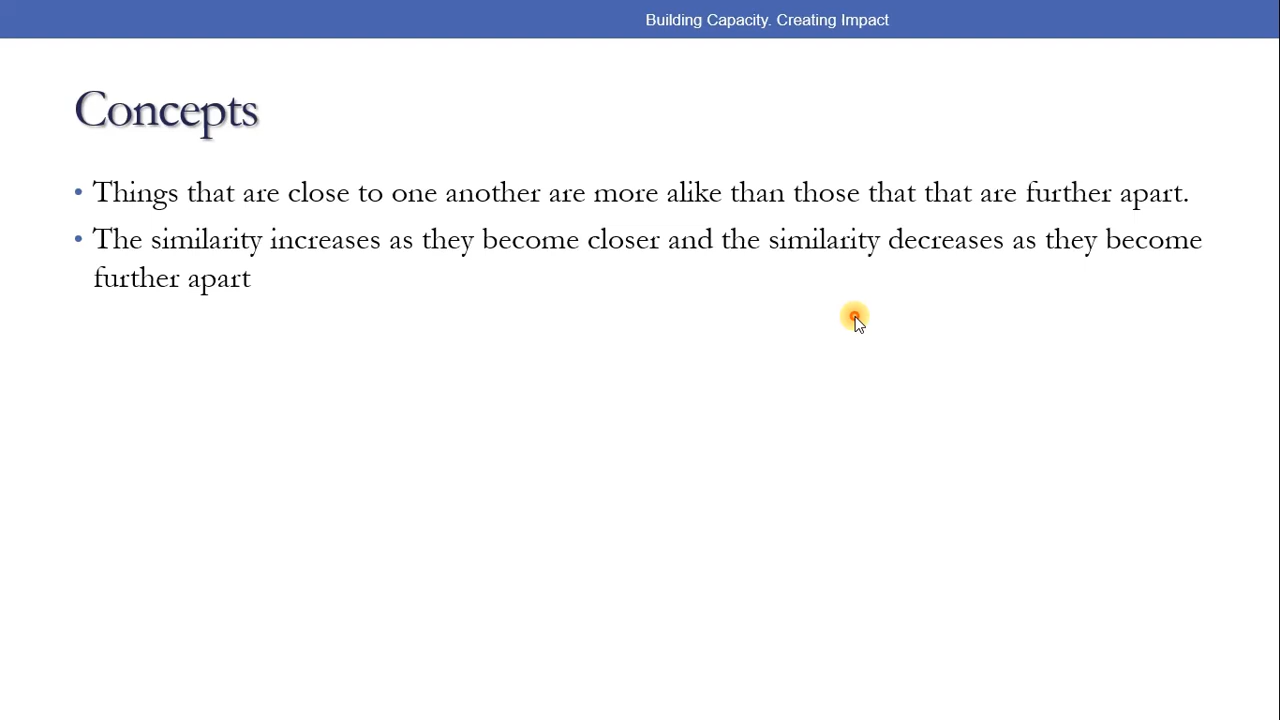 Building Capacity. Creating Impact
Concepts
• Things that are close to one another are more alike than those that that are further apart.
• The similarity increases as they become closer and the similarity decreases as they become
further apart